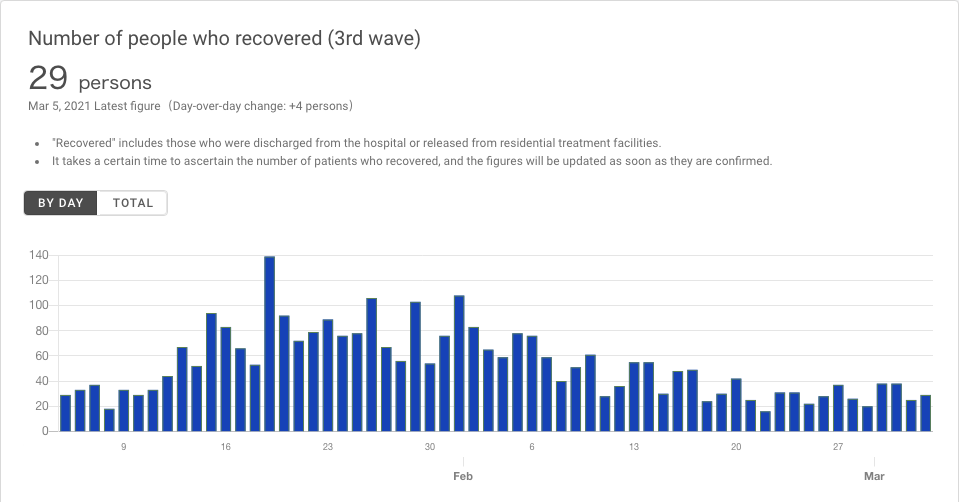 Number of people who recovered (3rd wave)
29 persons
Mar 5, 2021 Latest figure (Day-over-day change: +4 persons)
"Recovered" includes those who were discharged from the hospital or released from residential treatment facilities.
It takes a certain time to ascertain the number of patients who recovered, and the figures will be updated as soon as they are confirmed.
BY DAY TOTAL
140
120
100
80
60
40
20
0
9 16 23 30 6 13 20 27
Feb Mar